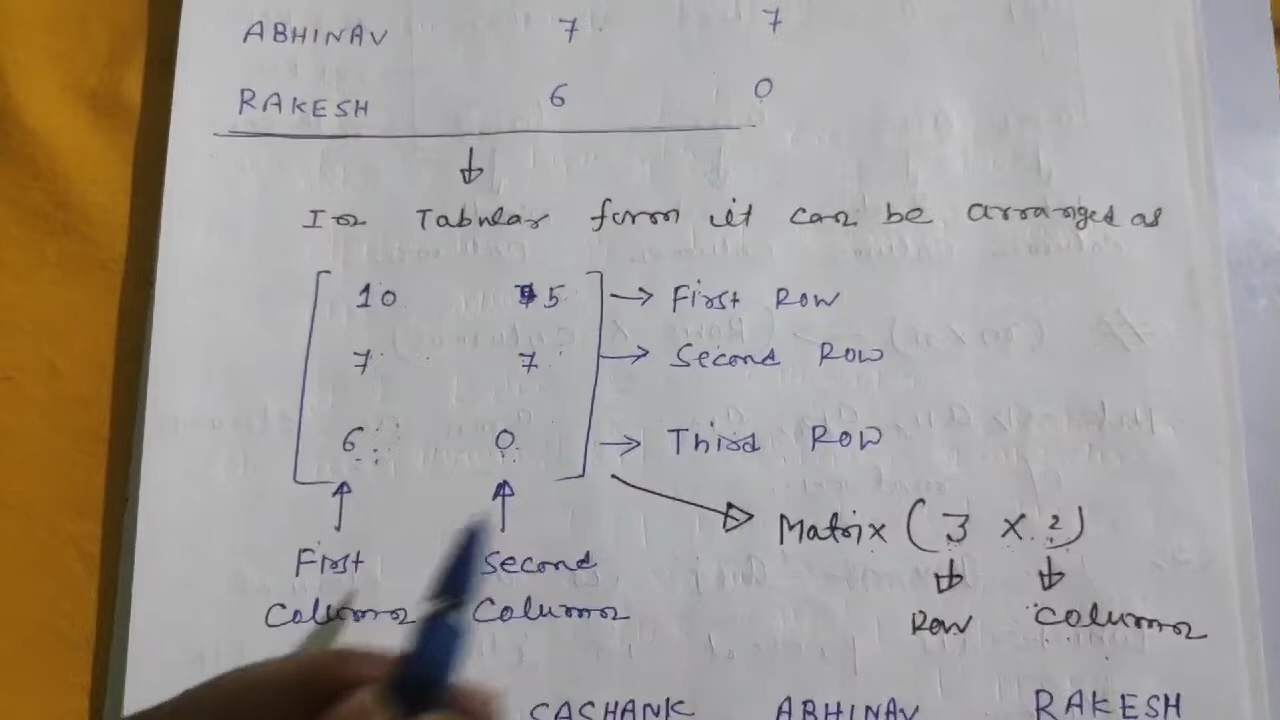 ABHINAV 7 7
RAKESH 6 0
In Tabular form it can be arranged as
10 5 → First Row
7 7 → Second Row
6 0 → Third Row
Matrix (3 X 2)
First Second
Column Column
Row Column
SASHANK ABHINAV RAKESH